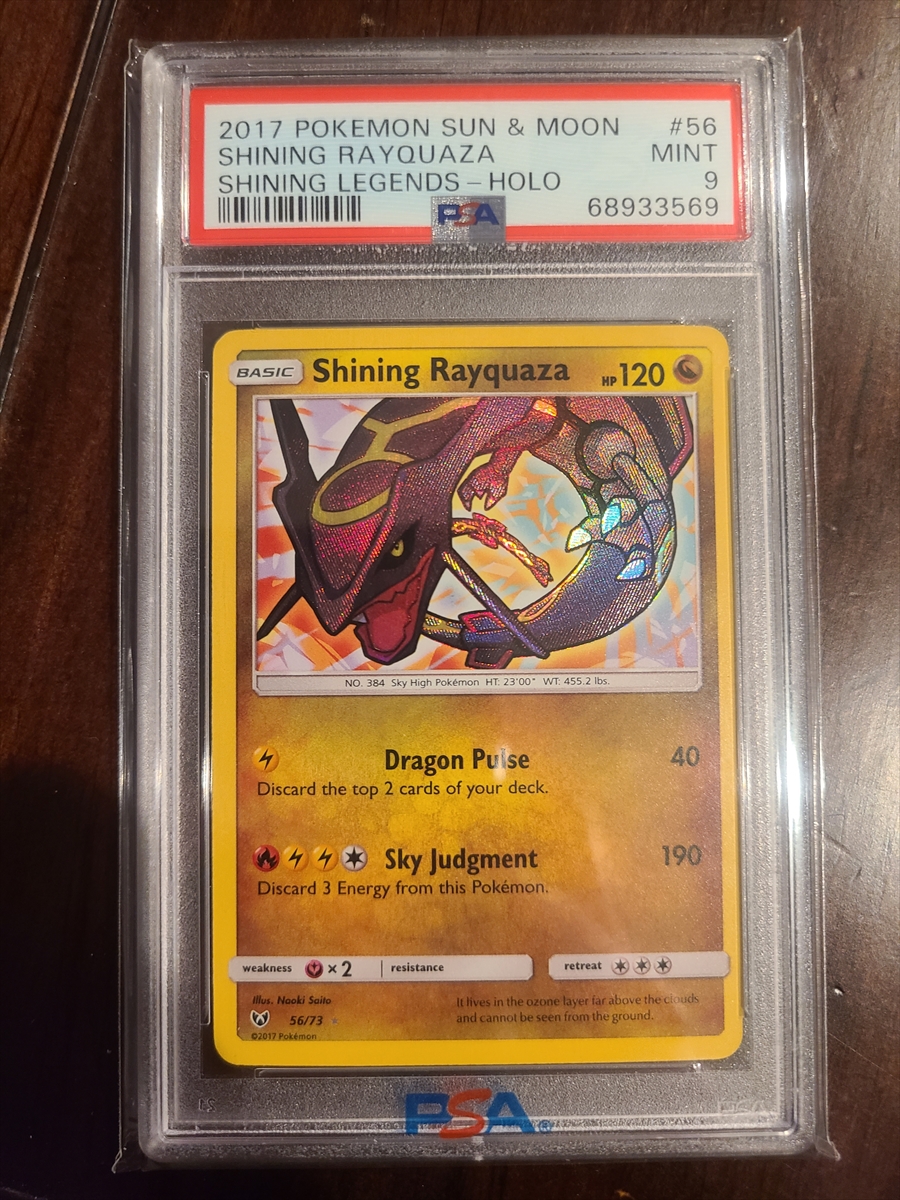 2017 POKEMON SUN & MOON #56
SHINING RAYQUAZA MINT
SHINING LEGENDS - HOLO 9
PSA 68933569
BASIC Shining Rayquaza HP 120
NO. 384 Sky High Pokémon HT: 23'00" WT: 455.2 lbs.
Dragon Pulse 40
Discard the top 2 cards of your deck.
Sky Judgment 190
Discard 3 Energy from this Pokémon.
weakness ×2 resistance retreat
Illus. Naoki Saito
56/73
©2017 Pokémon
It lives in the ozone layer far above the clouds
and cannot be seen from the ground.
PSA®